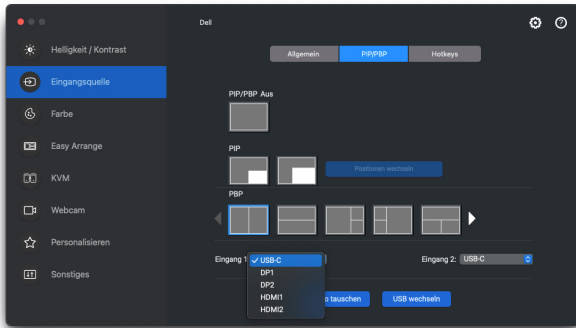 Dell
Helligkeit / Kontrast
Eingangsquelle
Farbe
Easy Arrange
KVM
Webcam
Personalisieren
Sonstiges
Allgemein
PIP/PBP
Hotkeys
PIP/PBP Aus
PIP
Positionen wechseln
PBP
Eingang 1:
USB-C
DP1
DP2
HDMI1
HDMI2
Eingang 2:
USB-C
o tauschen
USB wechseln